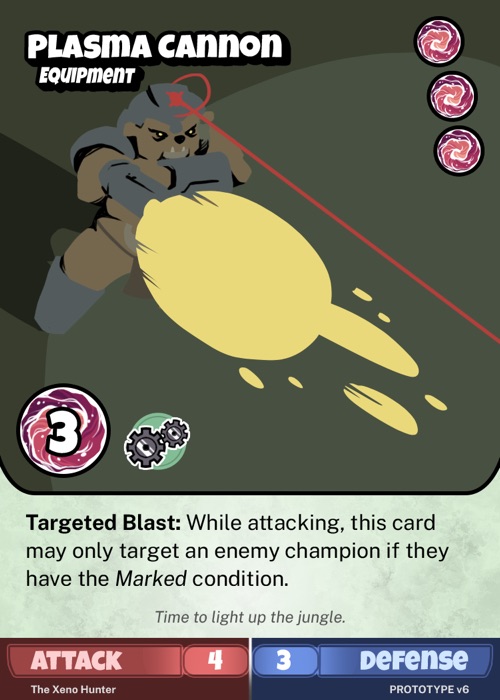 PLASMA CANNON
EQUIPMENT
3
Targeted Blast: While attacking, this card
may only target an enemy champion if they
have the Marked condition.
Time to light up the jungle.
ATTACK 4 3 DEFENSE
The Xeno Hunter PROTOTYPE v6